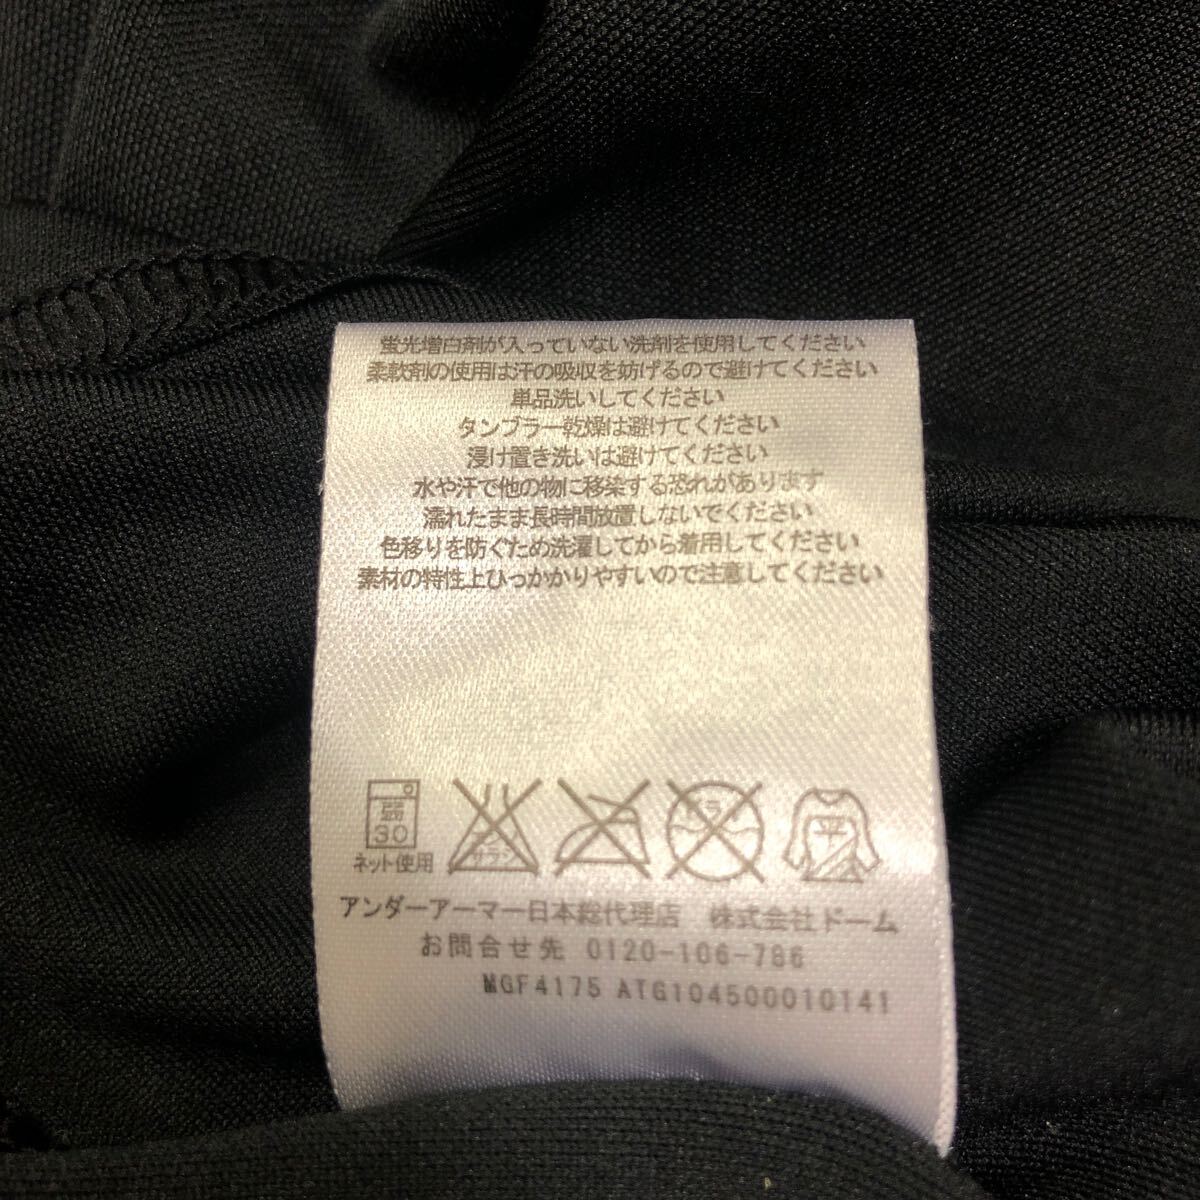 蛍光増白剤が入っていない洗剤を使用してください
柔軟剤の使用は汗の吸収を妨げるので避けてください
単品洗いしてください
タンブラー乾燥は避けてください
浸け置き洗いは避けてください
水や汗で他の物に移染する恐れがあります
濡れたまま長時間放置しないでください
色移りを防ぐため洗濯してから着用してください
素材の特性上ひっかかりやすいので注意してください
弱
30
ネット使用
エンソ
サラシ
ドライ
平
アンダーアーマー日本総代理店 株式会社ドーム
お問合せ先 0120-106-786
MGF4175 ATG104500010141